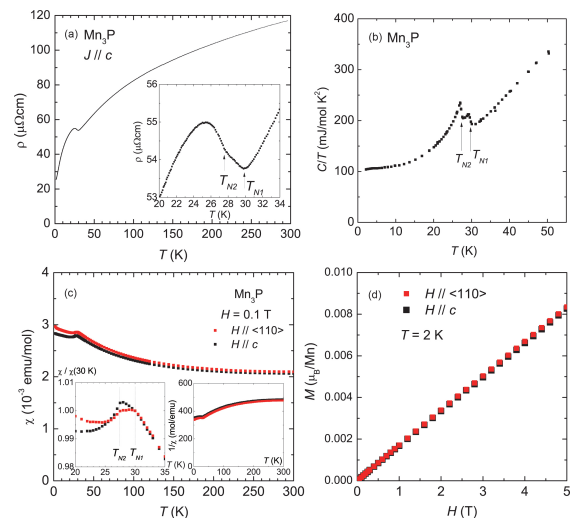 (a) Mn3P
J // c
ρ (μΩcm)
120
100
80
60
40
20
0
0 50 100 150 200 250 300
T (K)
ρ (μΩcm)
56
55
54
53
20 22 24 26 28 30 32 34
T (K)
TN2 TN1
(b) Mn3P
C/T (mJ/mol K2)
400
300
200
100
0
0 10 20 30 40 50
T (K)
TN2 TN1
(c) Mn3P
H = 0.1 T
H // <110>
H // c
χ (10-3 emu/mol)
4
3
2
1
0
0 50 100 150 200 250 300
T (K)
χ / χ(30 K)
1.01
1.00
0.99
0.98
20 25 30 35
T (K)
TN2 TN1
1/χ (mol/emu)
600
400
200
0
0 100 200 300
T (K)
(d)
H // <110>
H // c
T = 2 K
M (μB/Mn)
0.010
0.008
0.006
0.004
0.002
0.000
0 1 2 3 4 5
H (T)